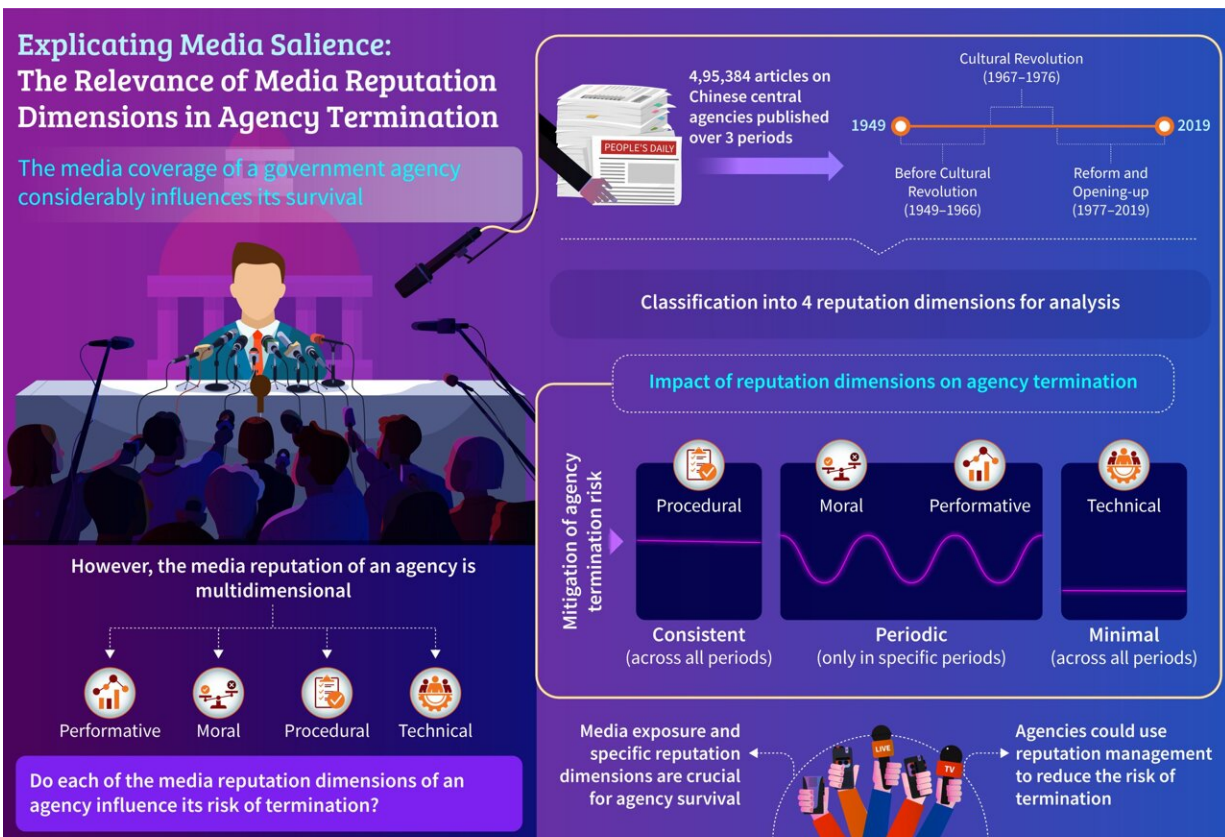 Explicating Media Salience:
The Relevance of Media Reputation
Dimensions in Agency Termination
The media coverage of a government agency
considerably influences its survival
However, the media reputation of an agency is
multidimensional
Performative
Moral
Procedural
Technical
Do each of the media reputation dimensions of an
agency influence its risk of termination?
PEOPLE'S DAILY
4,95,384 articles on
Chinese central
agencies published
over 3 periods
Cultural Revolution
(1967–1976)
1949
2019
Before Cultural
Revolution
(1949–1966)
Reform and
Opening-up
(1977–2019)
Classification into 4 reputation dimensions for analysis
Impact of reputation dimensions on agency termination
Mitigation of agency
termination risk
Procedural
Moral
Performative
Technical
Consistent
(across all periods)
Periodic
(only in specific periods)
Minimal
(across all periods)
Media exposure and
specific reputation
dimensions are crucial
for agency survival
LIVE
TV
Agencies could use
reputation management
to reduce the risk of
termination